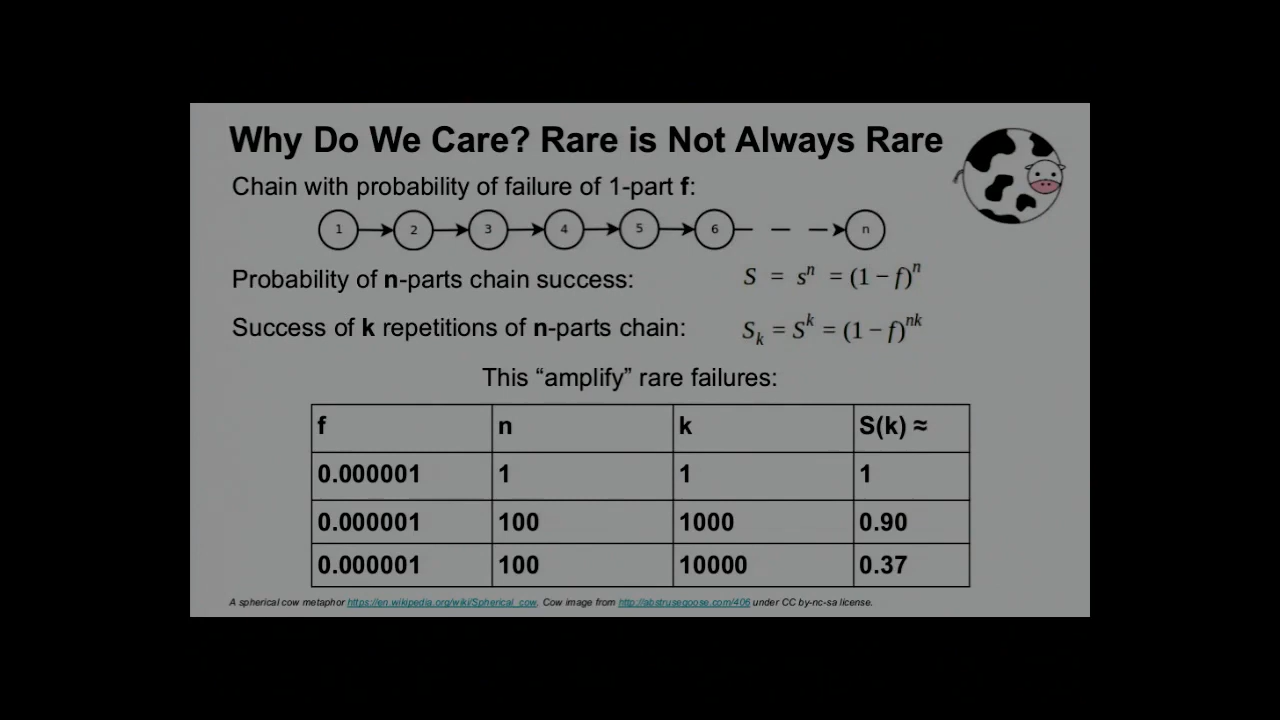 Why Do We Care? Rare is Not Always Rare
Chain with probability of failure of 1-part f:
1 2 3 4 5 6 n
Probability of n-parts chain success: S = sⁿ = (1 − f)ⁿ
Success of k repetitions of n-parts chain: Sₖ = Sᵏ = (1 − f)ⁿᵏ
This “amplify” rare failures:
f n k S(k) ≈
0.000001 1 1 1
0.000001 100 1000 0.90
0.000001 100 10000 0.37
A spherical cow metaphor https://en.wikipedia.org/wiki/Spherical_cow. Cow image from http://abstrusegoose.com/406 under CC by-nc-sa license.